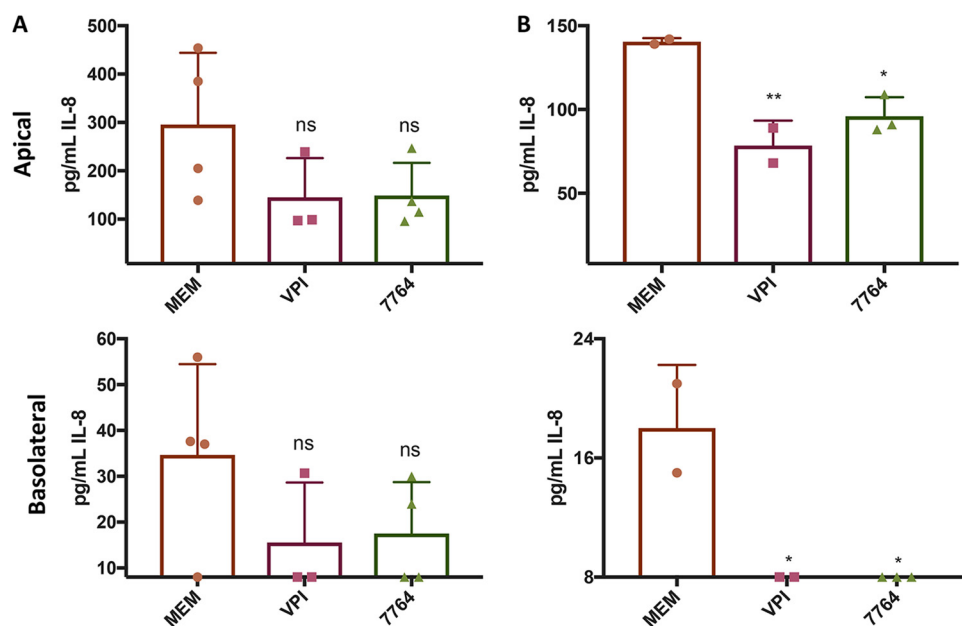 A
B
Apical
pg/mL IL-8
500
400
300
200
100
ns
ns
MEM
VPI
7764
pg/mL IL-8
150
100
50
**
*
MEM
VPI
7764
Basolateral
pg/mL IL-8
60
50
40
30
20
10
ns
ns
MEM
VPI
7764
pg/mL IL-8
24
16
8
*
*
MEM
VPI
7764